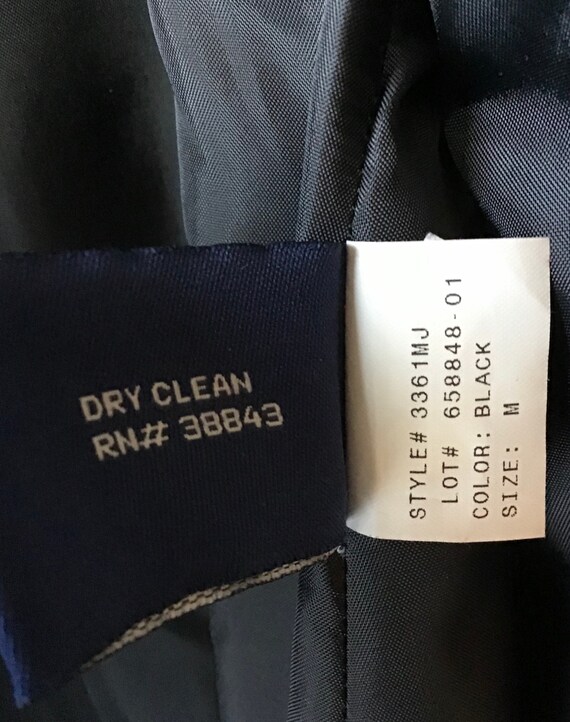 DRY CLEAN
RN# 38843
STYLE# 3361MJ
LOT# 658848-01
COLOR: BLACK
SIZE: M